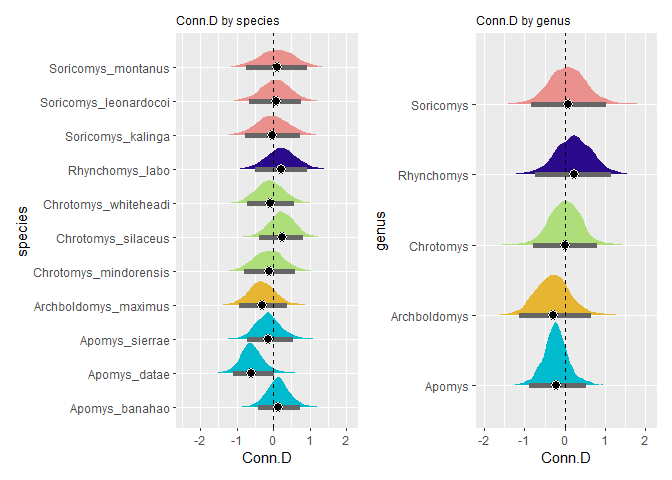 Conn.D by species
Soricomys_montanus
Soricomys_leonardocoi
Soricomys_kalinga
Rhynchomys_labo
Chrotomys_whiteheadi
Chrotomys_silaceus
Chrotomys_mindorensis
Archboldomys_maximus
Apomys_sierrae
Apomys_datae
Apomys_banahao
species
-2 -1 0 1 2
Conn.D
Conn.D by genus
Soricomys
Rhynchomys
Chrotomys
Archboldomys
Apomys
genus
-2 -1 0 1 2
Conn.D